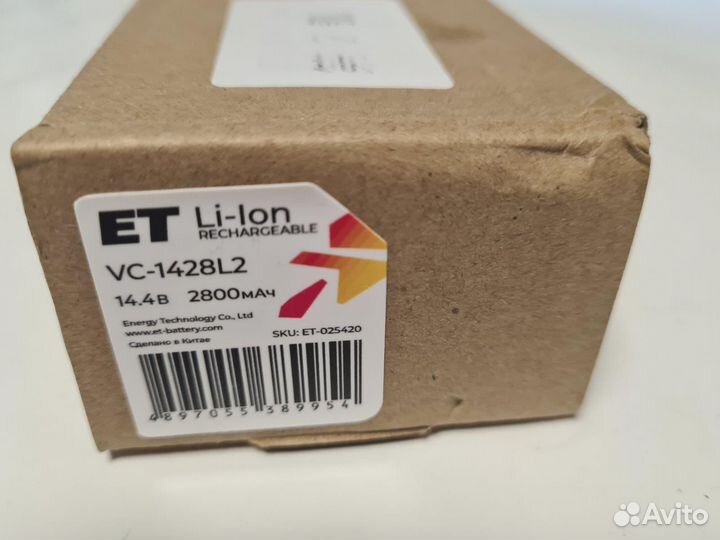 ET Li-Ion
RECHARGEABLE
VC-1428L2
14.4В 2800мАч
Energy Technology Co., Ltd
www.et-battery.com
Сделано в Китае
SKU: ET-025420
4897055 389954
Avito